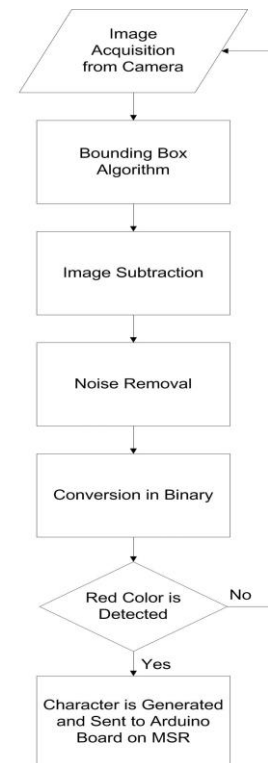 Image
Acquisition
from Camera
Bounding Box
Algorithm
Image Subtraction
Noise Removal
Conversion in Binary
Red Color is
Detected
No
Yes
Character is Generated
and Sent to Arduino
Board on MSR